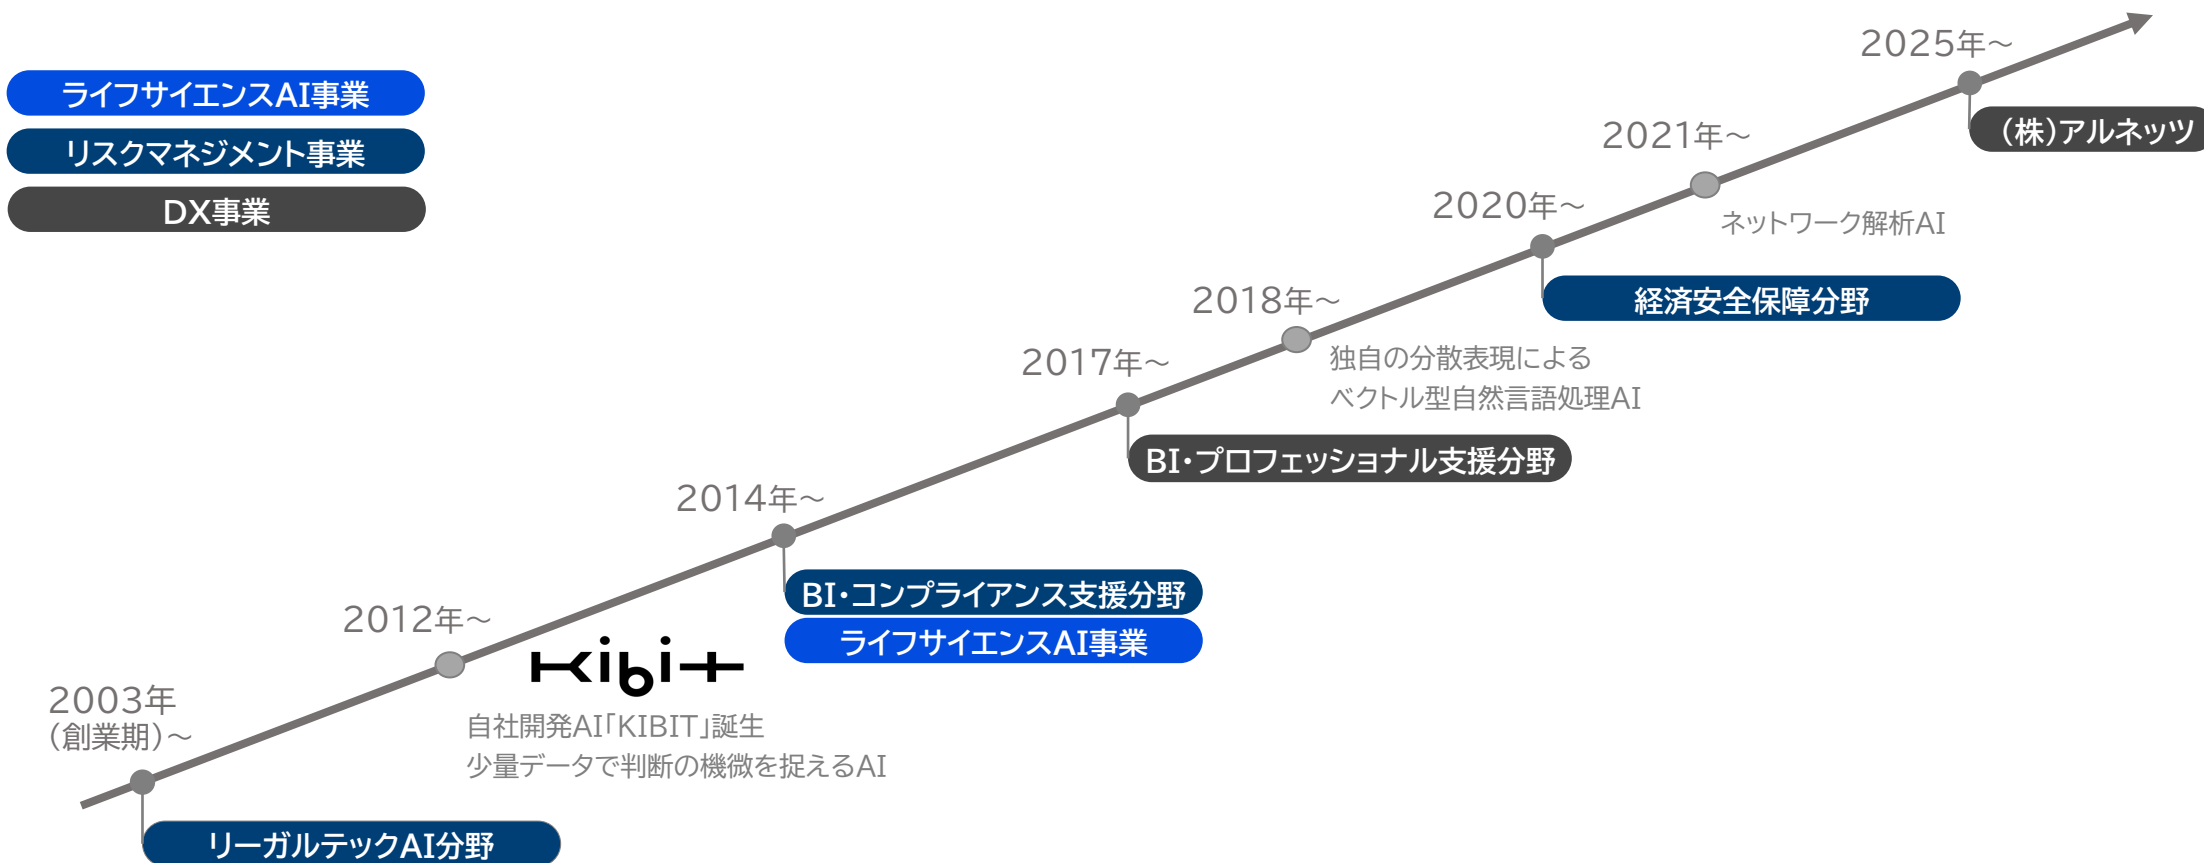 ライフサイエンスAI事業
リスクマネジメント事業
DX事業
2003年
（創業期）～
リーガルテックAI分野
2012年～
KIBIT
自社開発AI「KIBIT」誕生
少量データで判断の機微を捉えるAI
2014年～
BI・コンプライアンス支援分野
ライフサイエンスAI事業
2017年～
BI・プロフェッショナル支援分野
2018年～
独自の分散表現による
ベクトル型自然言語処理AI
2020年～
経済安全保障分野
2021年～
ネットワーク解析AI
2025年～
（株）アルネッツ